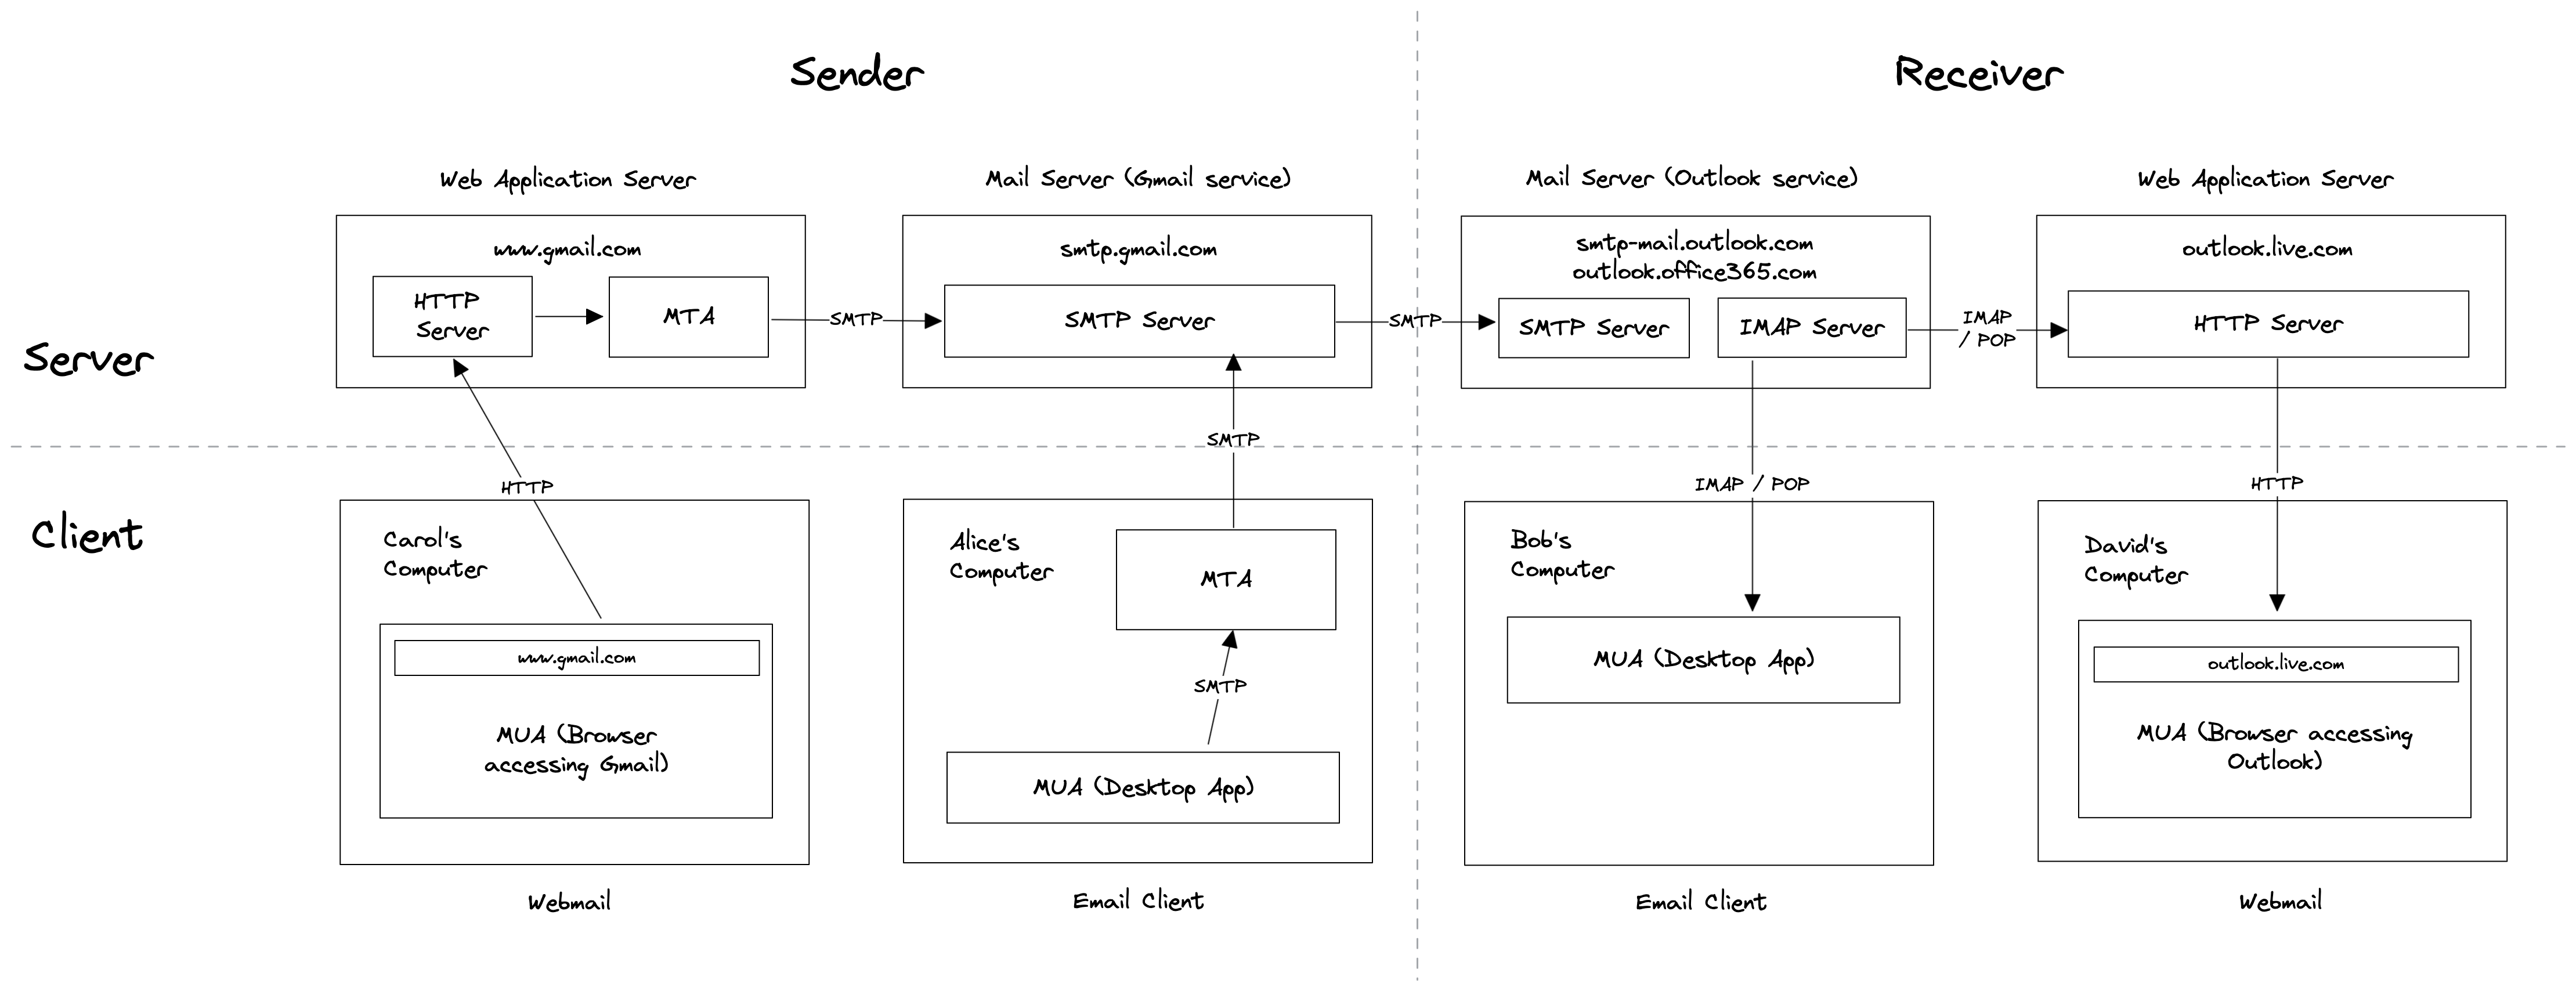 Sender
Receiver
Web Application Server
Mail Server (Gmail service)
Mail Server (Outlook service)
Web Application Server
www.gmail.com
HTTP
Server
MTA
SMTP
smtp.gmail.com
SMTP Server
SMTP
smtp-mail.outlook.com
outlook.office365.com
SMTP Server
IMAP Server
IMAP
/ POP
outlook.live.com
HTTP Server
Server
SMTP
HTTP
IMAP / POP
HTTP
Client
Carol's
Computer
www.gmail.com
MUA (Browser
accessing Gmail)
Alice's
Computer
MTA
SMTP
MUA (Desktop App)
Bob's
Computer
MUA (Desktop App)
David's
Computer
outlook.live.com
MUA (Browser accessing
Outlook)
Webmail
Email Client
Email Client
Webmail